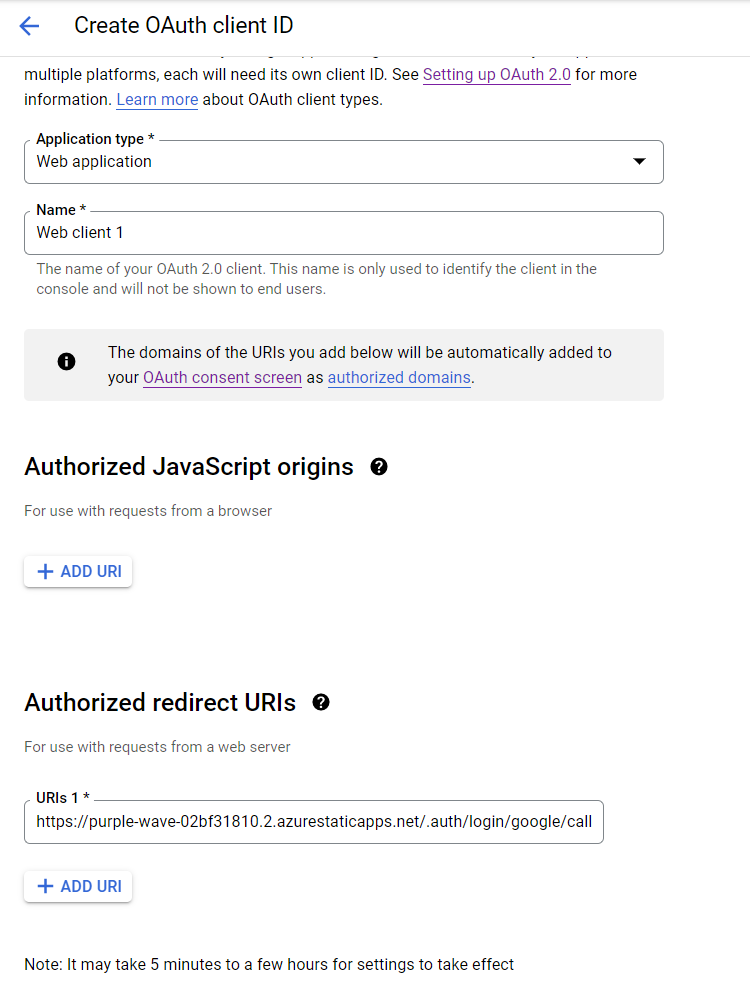 Create OAuth client ID
multiple platforms, each will need its own client ID. See Setting up OAuth 2.0 for more
information. Learn more about OAuth client types.
Application type *
Web application
Name *
Web client 1
The name of your OAuth 2.0 client. This name is only used to identify the client in the
console and will not be shown to end users.
The domains of the URIs you add below will be automatically added to
your OAuth consent screen as authorized domains.
Authorized JavaScript origins
For use with requests from a browser
ADD URI
Authorized redirect URIs
For use with requests from a web server
URIs 1 *
https://purple-wave-02bf31810.2.azurestaticapps.net/.auth/login/google/call
ADD URI
Note: It may take 5 minutes to a few hours for settings to take effect